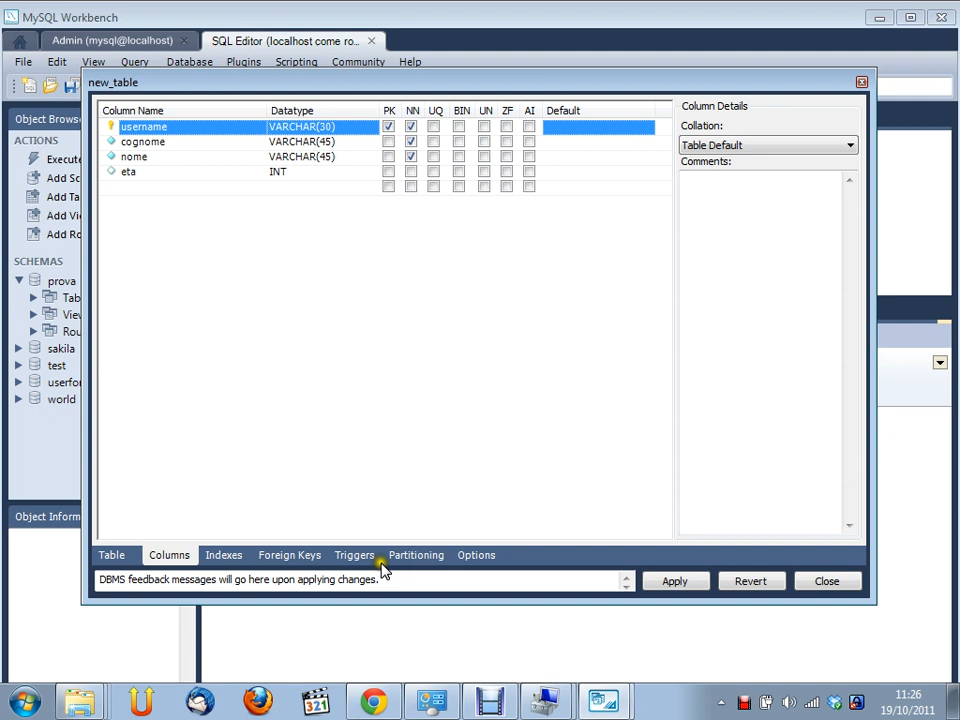 MySQL Workbench
Admin (mysql@localhost) SQL Editor (localhost come ro...
File Edit View Query Database Plugins Scripting Community Help
new_table
Object Brows
ACTIONS
Execute
Add Sc
Add Ta
Add Vi
Add Ro
SCHEMAS
prova
Tab
View
Rou
sakila
test
userfor
world
Object Inform
Column Name Datatype PK NN UQ BIN UN ZF AI Default
username VARCHAR(30)
cognome VARCHAR(45)
nome VARCHAR(45)
eta INT
Column Details
Collation:
Table Default
Comments:
Table Columns Indexes Foreign Keys Triggers Partitioning Options
DBMS feedback messages will go here upon applying changes.
Apply Revert Close
321
11:26
19/10/2011